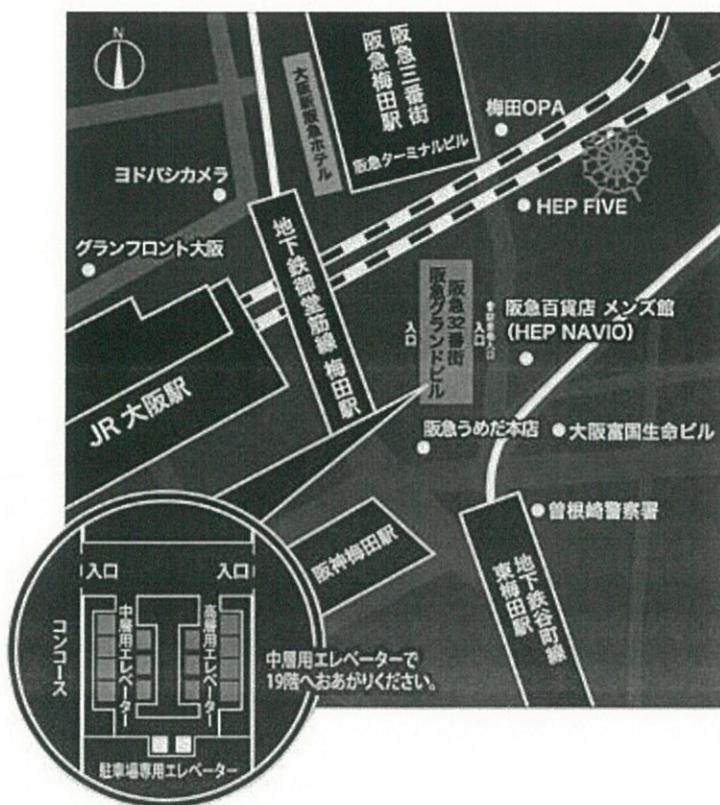 N
阪急三番街
阪急梅田駅
阪急ターミナルビル
大阪新阪急ホテル
梅田OPA
ヨドバシカメラ
HEP FIVE
グランフロント大阪
地下鉄御堂筋線 梅田駅
阪急32番街
阪急グランドビル
入口
入口
阪急百貨店 メンズ館
(HEP NAVIO)
JR 大阪駅
阪急うめだ本店
大阪富国生命ビル
曽根崎警察署
阪神梅田駅
地下鉄谷町線
東梅田駅
入口
入口
コンコース
中層用エレベーター
高層用エレベーター
中層用エレベーターで
19階へおあがりください。
駐車場専用エレベーター